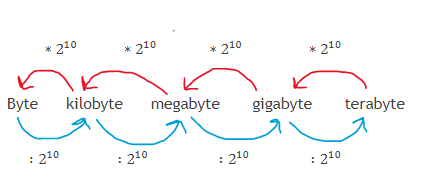 * 2¹⁰ * 2¹⁰ * 2¹⁰ * 2¹⁰
Byte kilobyte megabyte gigabyte terabyte
: 2¹⁰ : 2¹⁰ : 2¹⁰ : 2¹⁰